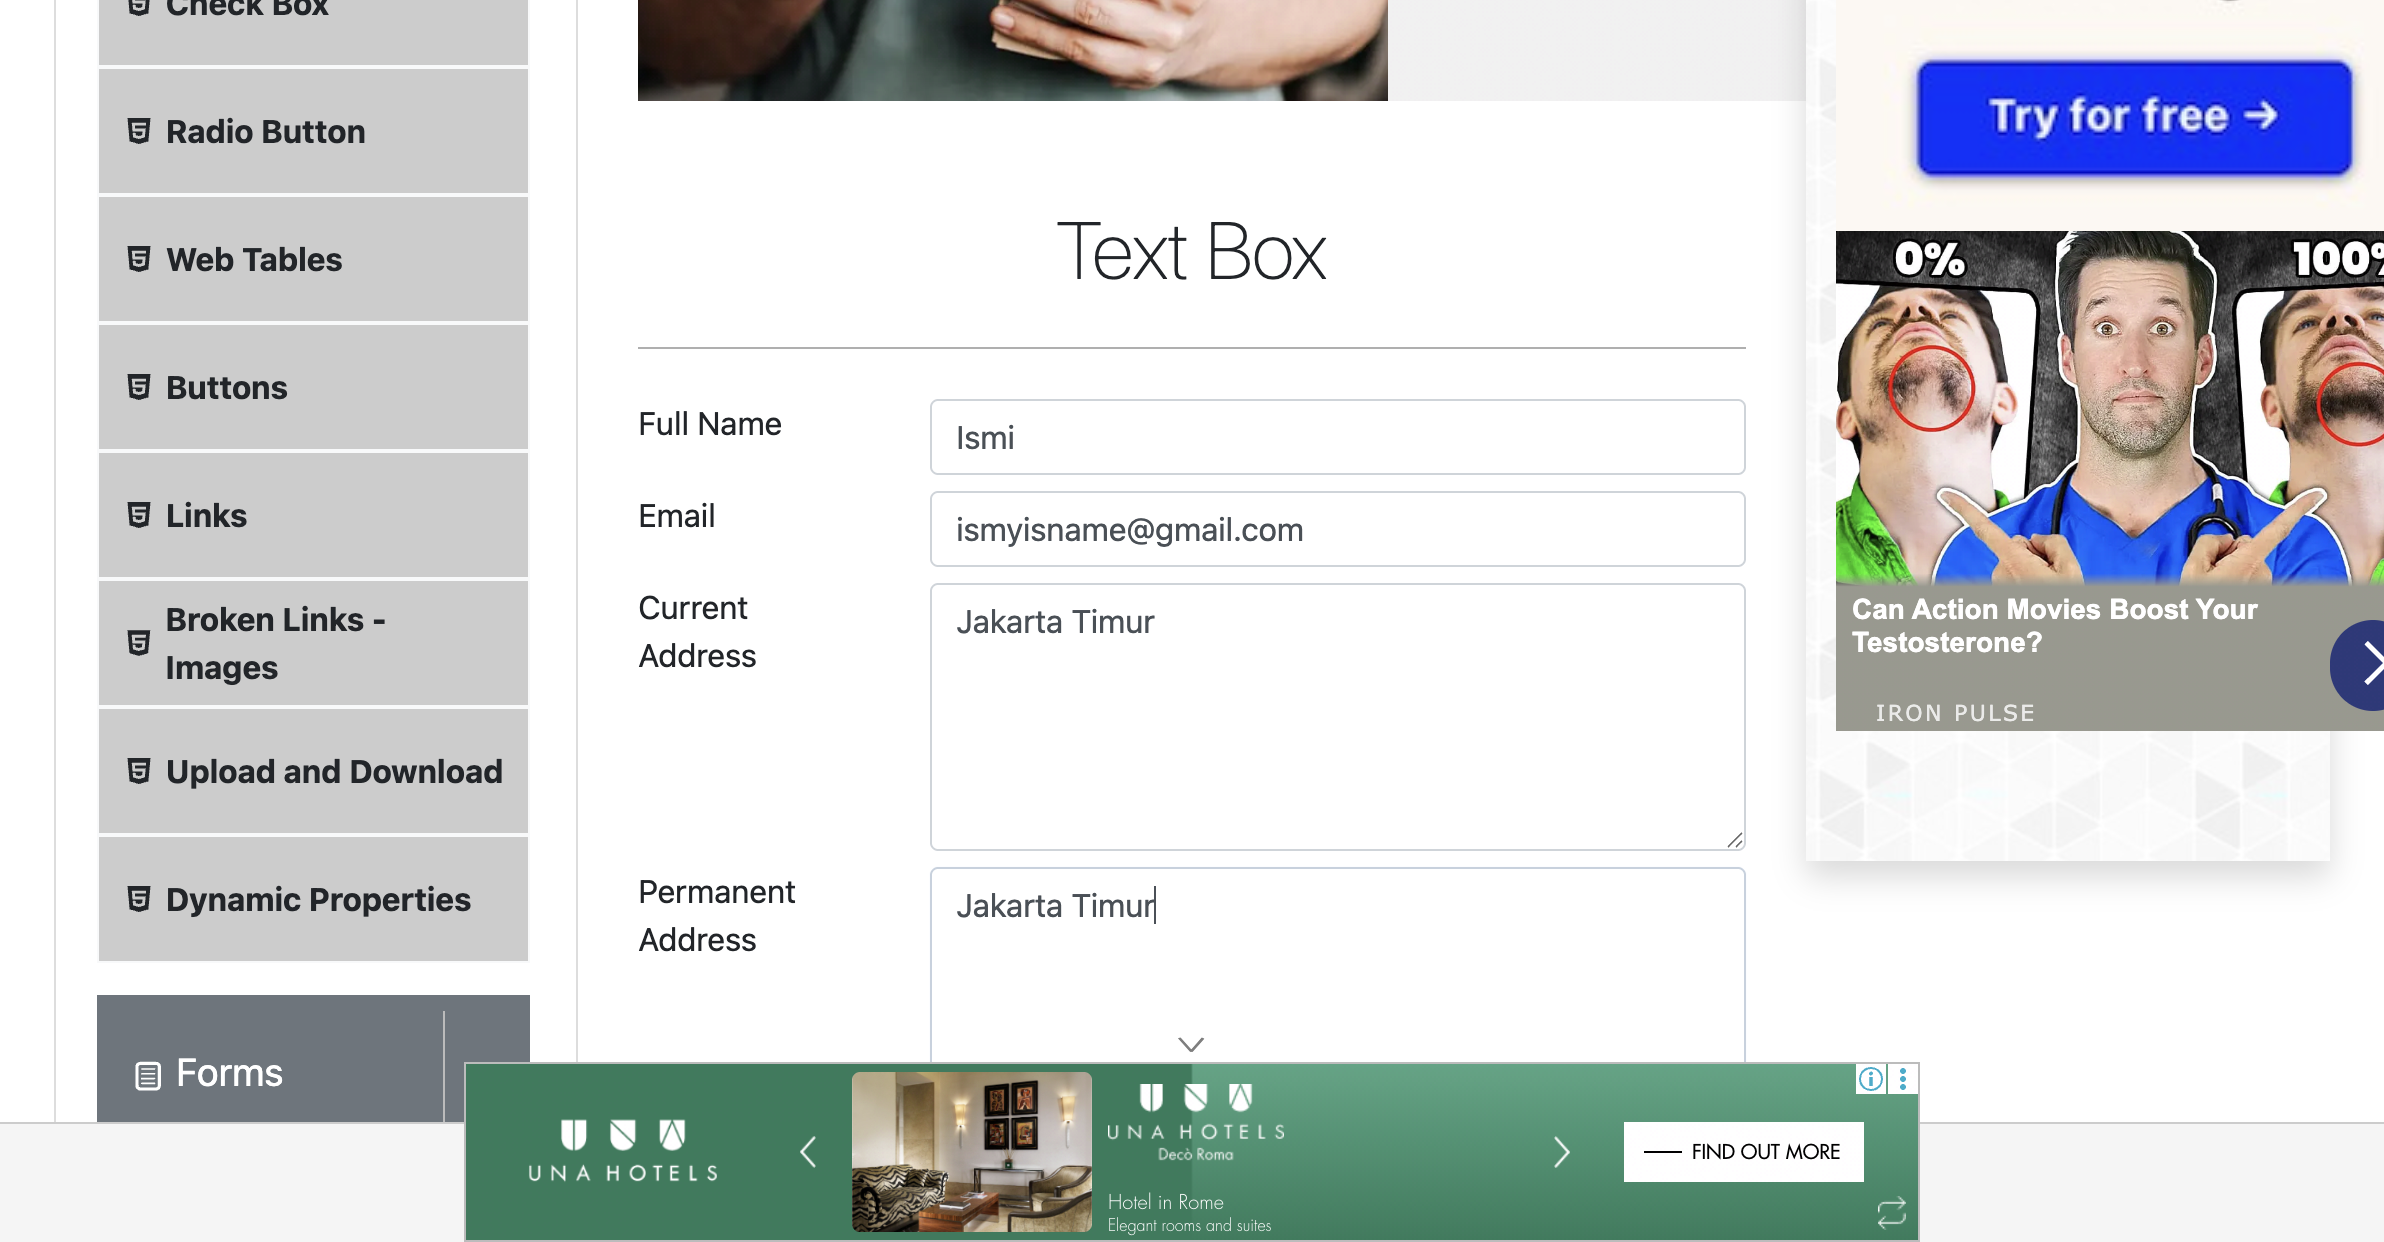 Check Box
Radio Button
Web Tables
Buttons
Links
Broken Links -
Images
Upload and Download
Dynamic Properties
Forms
Text Box
Full Name
Ismi
Email
ismyisname@gmail.com
Current
Address
Jakarta Timur
Permanent
Address
Jakarta Timur
Try for free →
0%
100%
Can Action Movies Boost Your
Testosterone?
IRON PULSE
UNA
UNA HOTELS
UNA
UNA HOTELS
Decò Roma
Hotel in Rome
Elegant rooms and suites
FIND OUT MORE